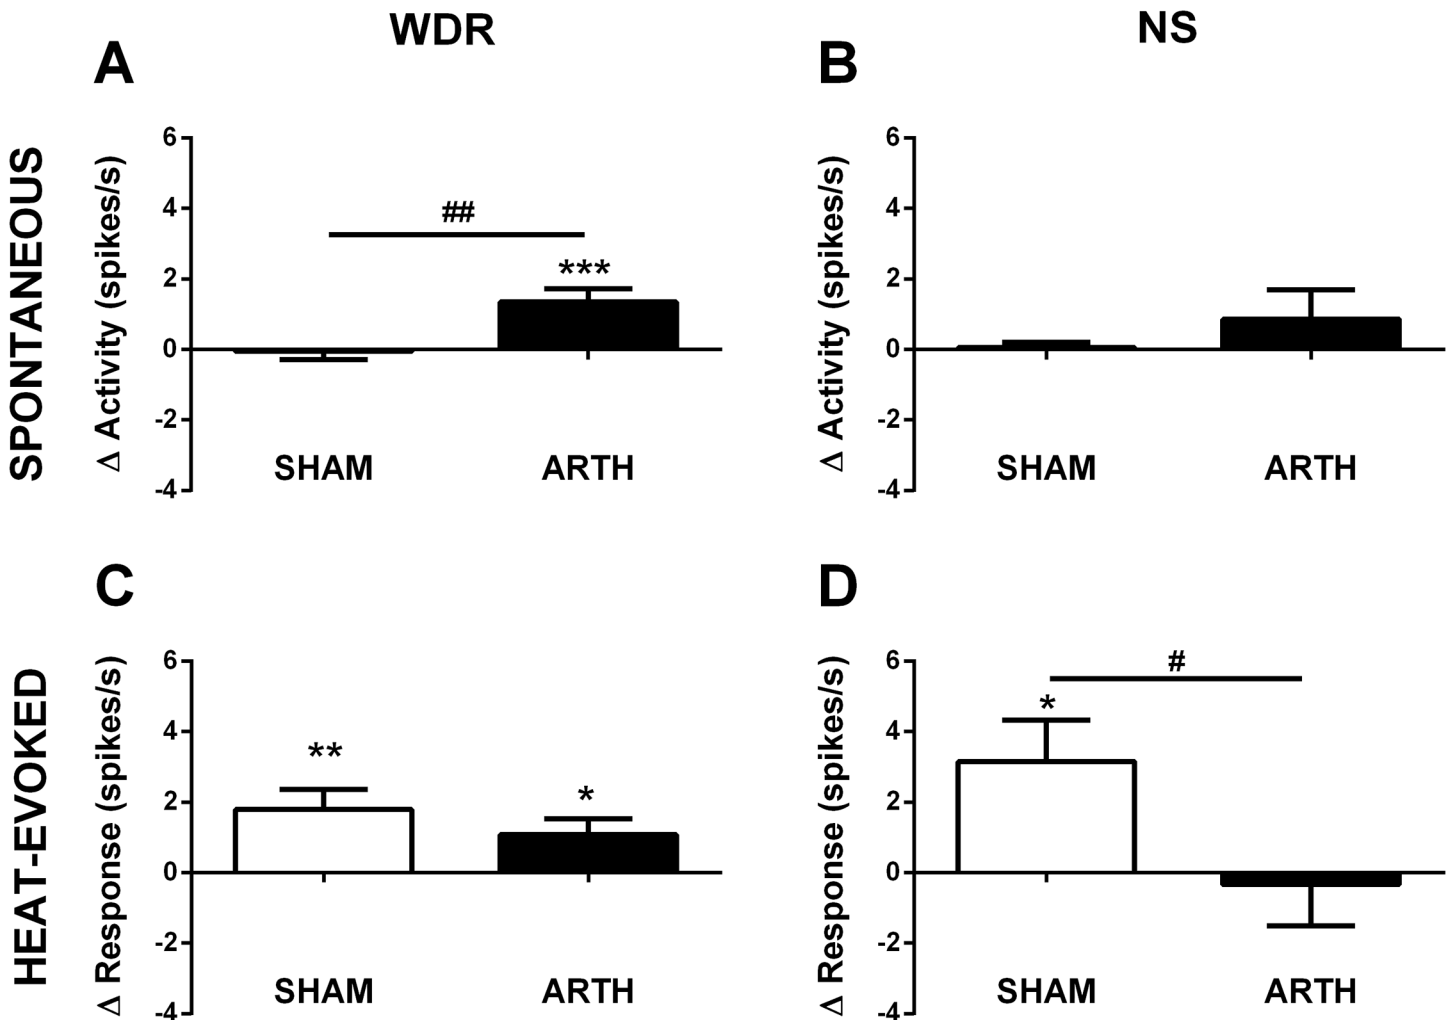 WDR
NS
A
B
SPONTANEOUS
Δ Activity (spikes/s)
6
4
2
0
-2
-4
##
***
SHAM
ARTH
Δ Activity (spikes/s)
6
4
2
0
-2
-4
SHAM
ARTH
C
D
HEAT-EVOKED
Δ Response (spikes/s)
6
4
2
0
-2
-4
**
*
SHAM
ARTH
Δ Response (spikes/s)
6
4
2
0
-2
-4
#
*
SHAM
ARTH